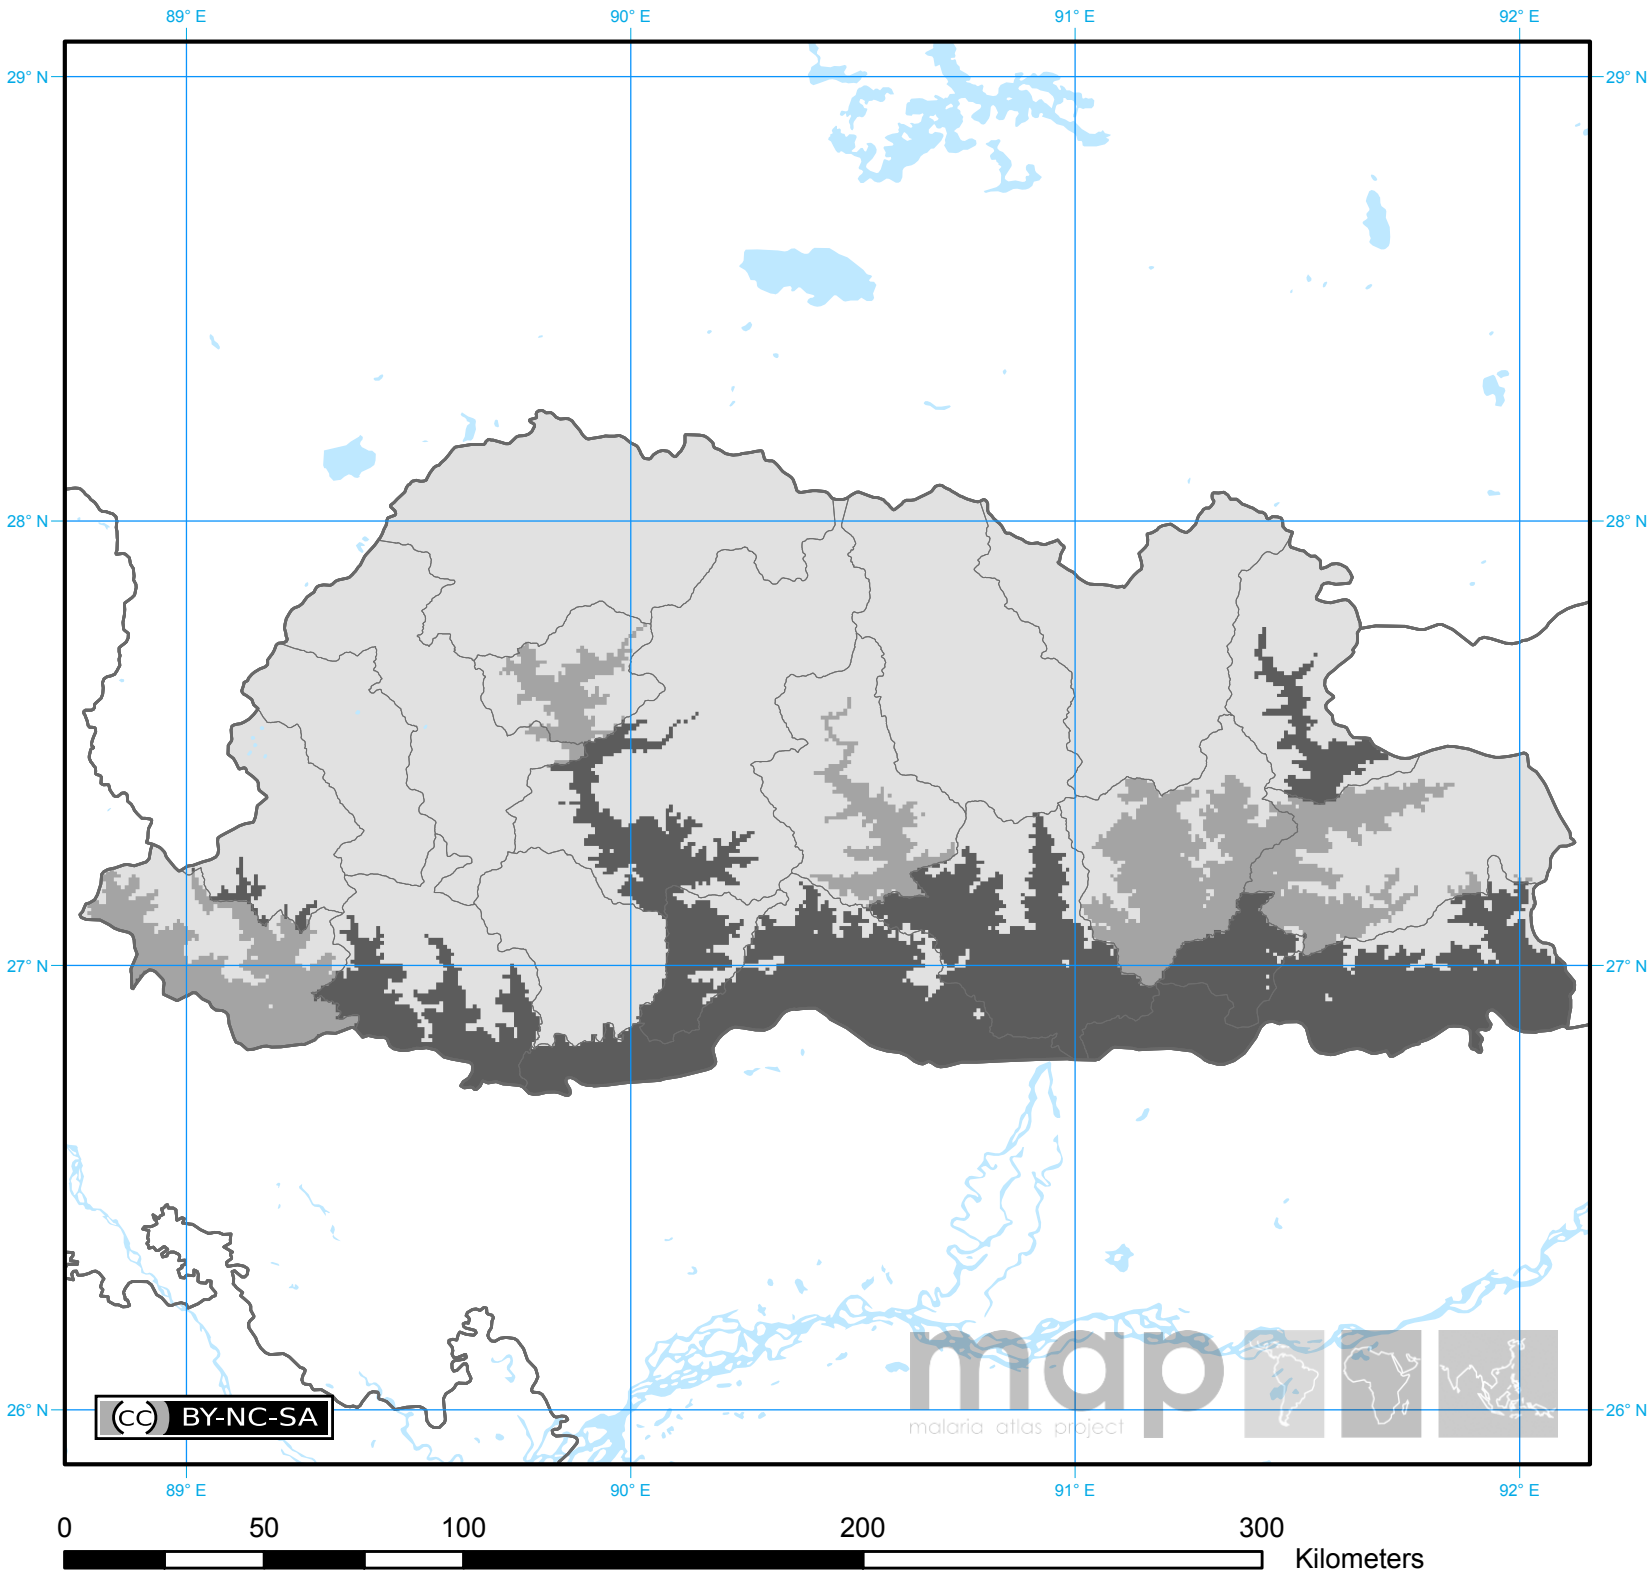 89° E 90° E 91° E 92° E
29° N 29° N
28° N 28° N
27° N 27° N
26° N 26° N
map
malaria atlas project
(cc) BY-NC-SA
89° E 90° E 91° E 92° E
0 50 100 200 300
Kilometers